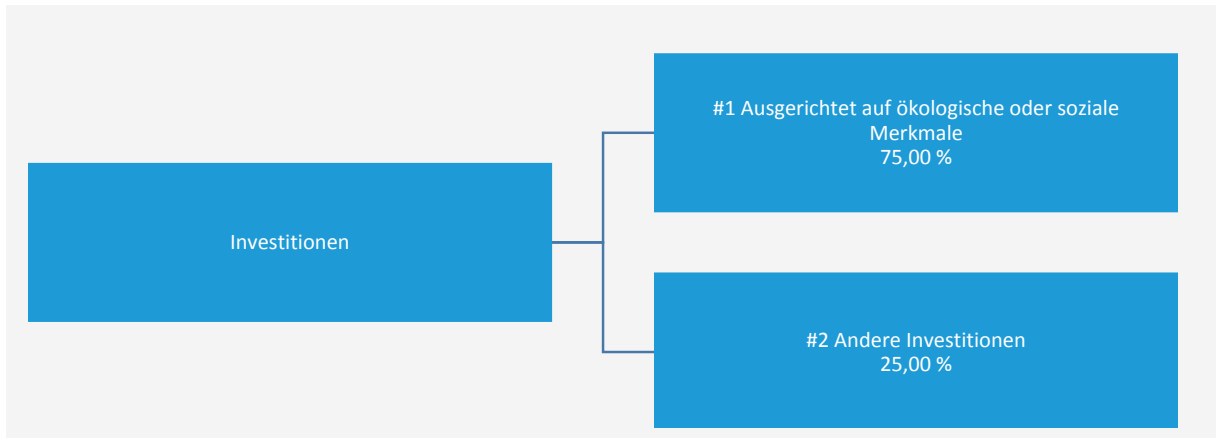 #1 Ausgerichtet auf ökologische oder soziale
Merkmale
75,00 %
Investitionen
#2 Andere Investitionen
25,00 %